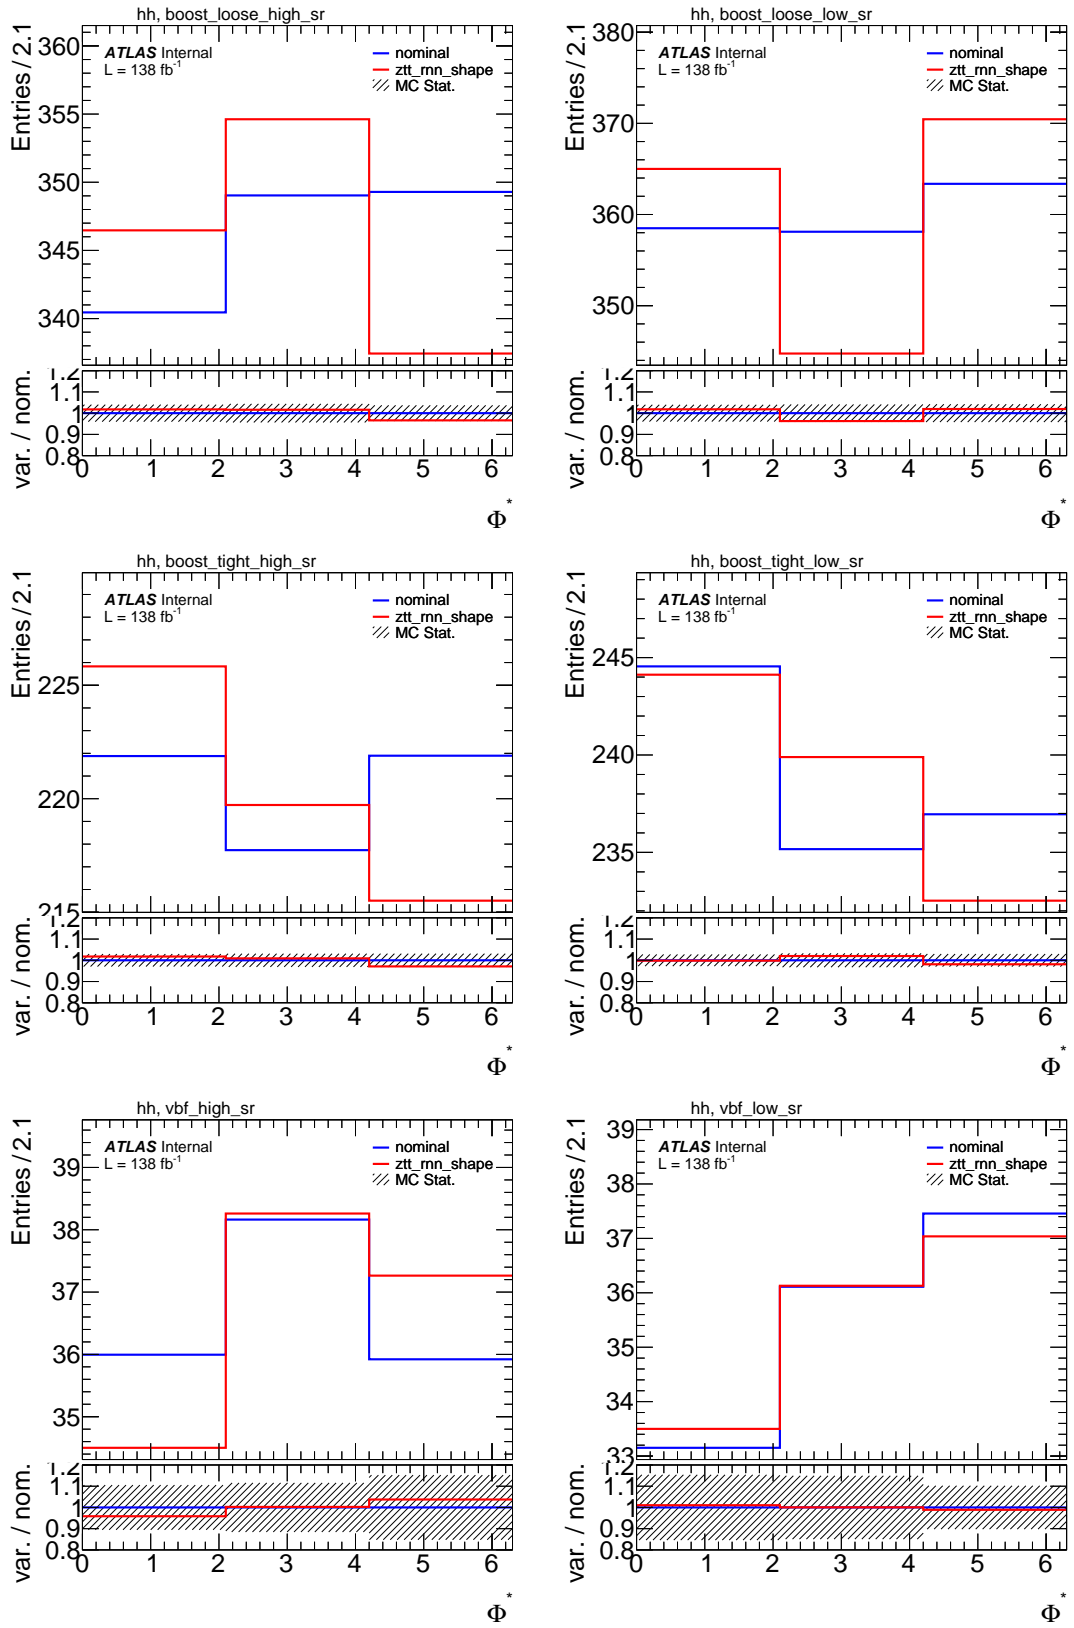 hh, boost_loose_high_sr
Entries / 2.1
ATLAS Internal
L = 138 fb-1
nominal
ztt_rnn_shape
MC Stat.
360
355
350
345
340
var. / nom.
1.2
1.1
1
0.9
0.8
0 1 2 3 4 5 6
Φ*
hh, boost_loose_low_sr
Entries / 2.1
ATLAS Internal
L = 138 fb-1
nominal
ztt_rnn_shape
MC Stat.
380
370
360
350
var. / nom.
1.2
1.1
1
0.9
0.8
0 1 2 3 4 5 6
Φ*
hh, boost_tight_high_sr
Entries / 2.1
ATLAS Internal
L = 138 fb-1
nominal
ztt_rnn_shape
MC Stat.
225
220
215
var. / nom.
1.2
1.1
1
0.9
0.8
0 1 2 3 4 5 6
Φ*
hh, boost_tight_low_sr
Entries / 2.1
ATLAS Internal
L = 138 fb-1
nominal
ztt_rnn_shape
MC Stat.
245
240
235
var. / nom.
1.2
1.1
1
0.9
0.8
0 1 2 3 4 5 6
Φ*
hh, vbf_high_sr
Entries / 2.1
ATLAS Internal
L = 138 fb-1
nominal
ztt_rnn_shape
MC Stat.
39
38
37
36
35
var. / nom.
1.2
1.1
1
0.9
0.8
0 1 2 3 4 5 6
Φ*
hh, vbf_low_sr
Entries / 2.1
ATLAS Internal
L = 138 fb-1
nominal
ztt_rnn_shape
MC Stat.
39
38
37
36
35
34
33
var. / nom.
1.2
1.1
1
0.9
0.8
0 1 2 3 4 5 6
Φ*